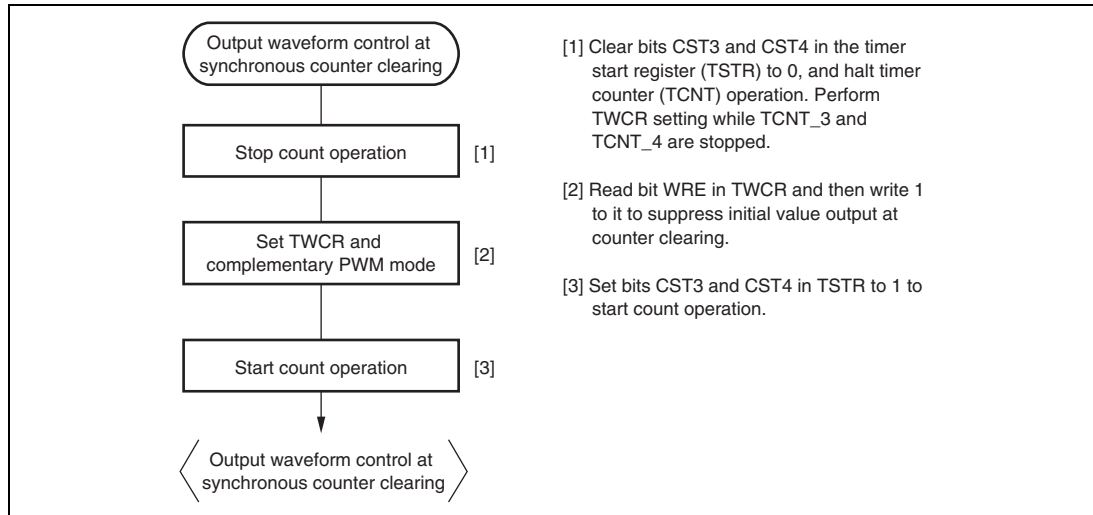 Output waveform control at
synchronous counter clearing
Stop count operation
[1]
Set TWCR and
complementary PWM mode
[2]
Start count operation
[3]
Output waveform control at
synchronous counter clearing
[1] Clear bits CST3 and CST4 in the timer
start register (TSTR) to 0, and halt timer
counter (TCNT) operation. Perform
TWCR setting while TCNT_3 and
TCNT_4 are stopped.
[2] Read bit WRE in TWCR and then write 1
to it to suppress initial value output at
counter clearing.
[3] Set bits CST3 and CST4 in TSTR to 1 to
start count operation.